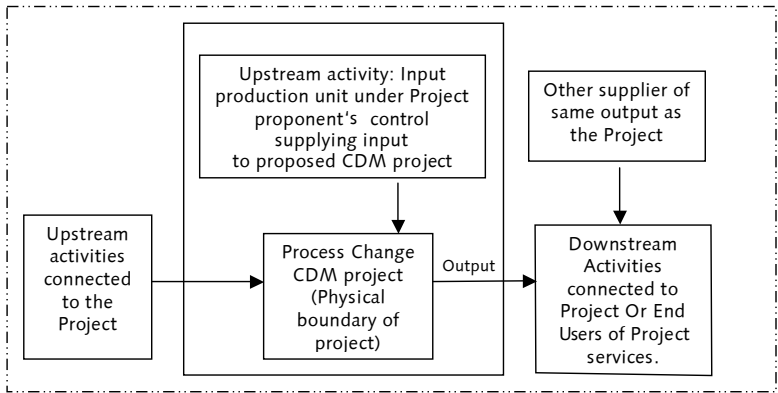 Upstream activity: Input
production unit under Project
proponent's control
supplying input
to proposed CDM project
Other supplier of
same output as
the Project
Upstream
activities
connected
to the
Project
Process Change
CDM project
(Physical
boundary of
project)
Output
Downstream
Activities
connected to
Project Or End
Users of Project
services.